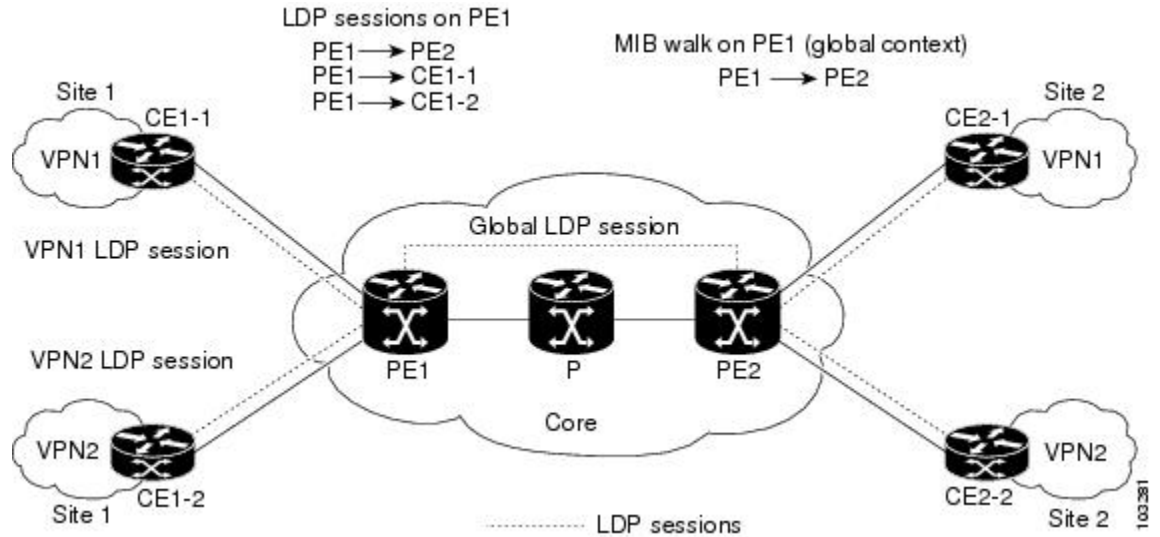 LDP sessions on PE1
PE1 → PE2
PE1 → CE1-1
PE1 → CE1-2
MIB walk on PE1 (global context)
PE1 → PE2
Site 1
CE1-1
VPN1
VPN1 LDP session
CE2-1
Site 2
VPN1
Global LDP session
PE1
P
PE2
Core
VPN2 LDP session
VPN2
CE1-2
Site 1
CE2-2
VPN2
Site 2
LDP sessions
103281